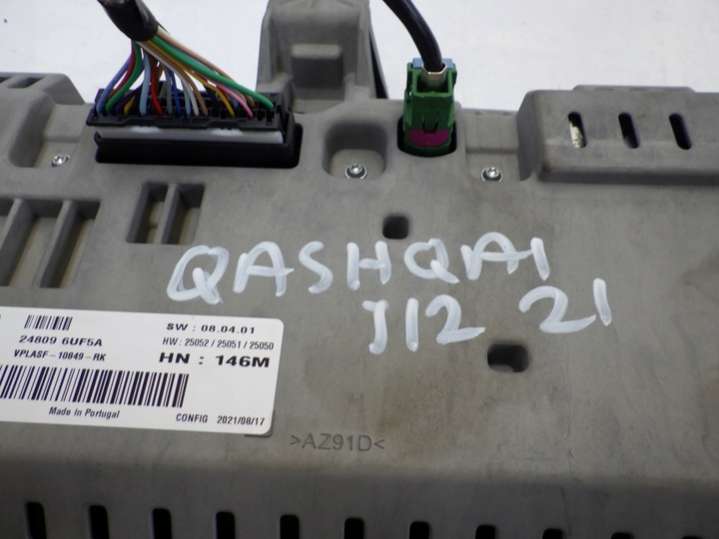 QASHQAI
J12 21
SW : 08.04.01
24809 6UF5A
HW : 25052 / 25051 / 25050
VPLASF-10849-RK
HN : 146M
Made in Portugal
CONFIG 2021/08/17
>AZ91D<